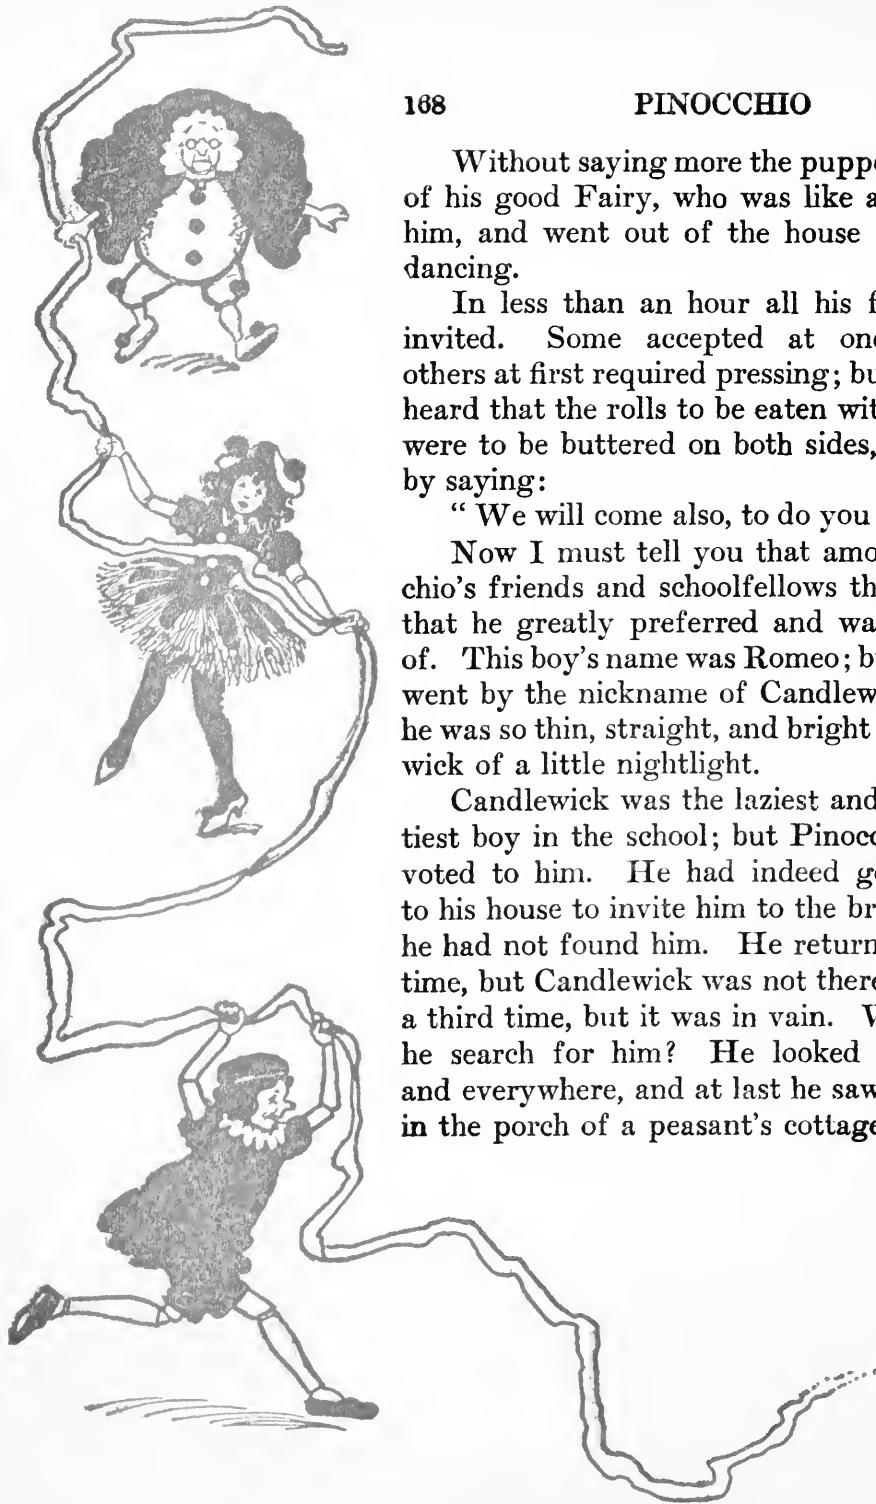 168 PINOCCHIO
Without saying more the puppe
of his good Fairy, who was like a
him, and went out of the house
dancing.
In less than an hour all his f
invited. Some accepted at on
others at first required pressing; bu
heard that the rolls to be eaten wit
were to be buttered on both sides,
by saying:
“ We will come also, to do you
Now I must tell you that amo
chio's friends and schoolfellows th
that he greatly preferred and wa
of. This boy's name was Romeo; b
went by the nickname of Candlew
he was so thin, straight, and bright
wick of a little nightlight.
Candlewick was the laziest and
tiest boy in the school; but Pinoc
voted to him. He had indeed g
to his house to invite him to the br
he had not found him. He return
time, but Candlewick was not there
a third time, but it was in vain.
he search for him? He looked
and everywhere, and at last he saw
in the porch of a peasant's cottage